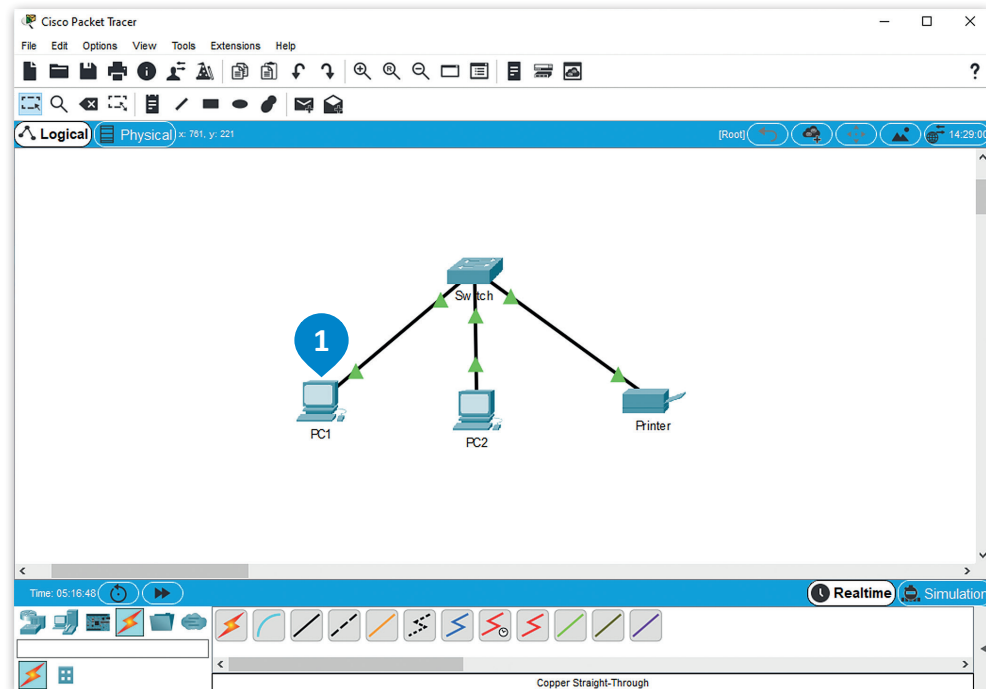 Cisco Packet Tracer
File Edit Options View Tools Extensions Help
Logical Physical x: 761, y: 221 [Root] 14:29:00
Switch
1
PC1
PC2
Printer
Time: 05:16:48 Realtime Simulation
Copper Straight-Through